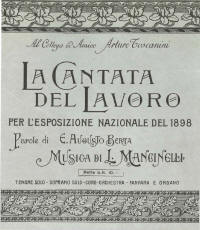 Al Collega ed Amico Arturo Toscanini
LA CANTATA
DEL LAVORO
PER L'ESPOSIZIONE NAZIONALE DEL 1898
Parole di E. AUGUSTO BERTA
MUSICA DI L. MANCINELLI
TENORE SOLO - SOPRANO SOLO - CORO - ORCHESTRA - FANFARA E ORGANO